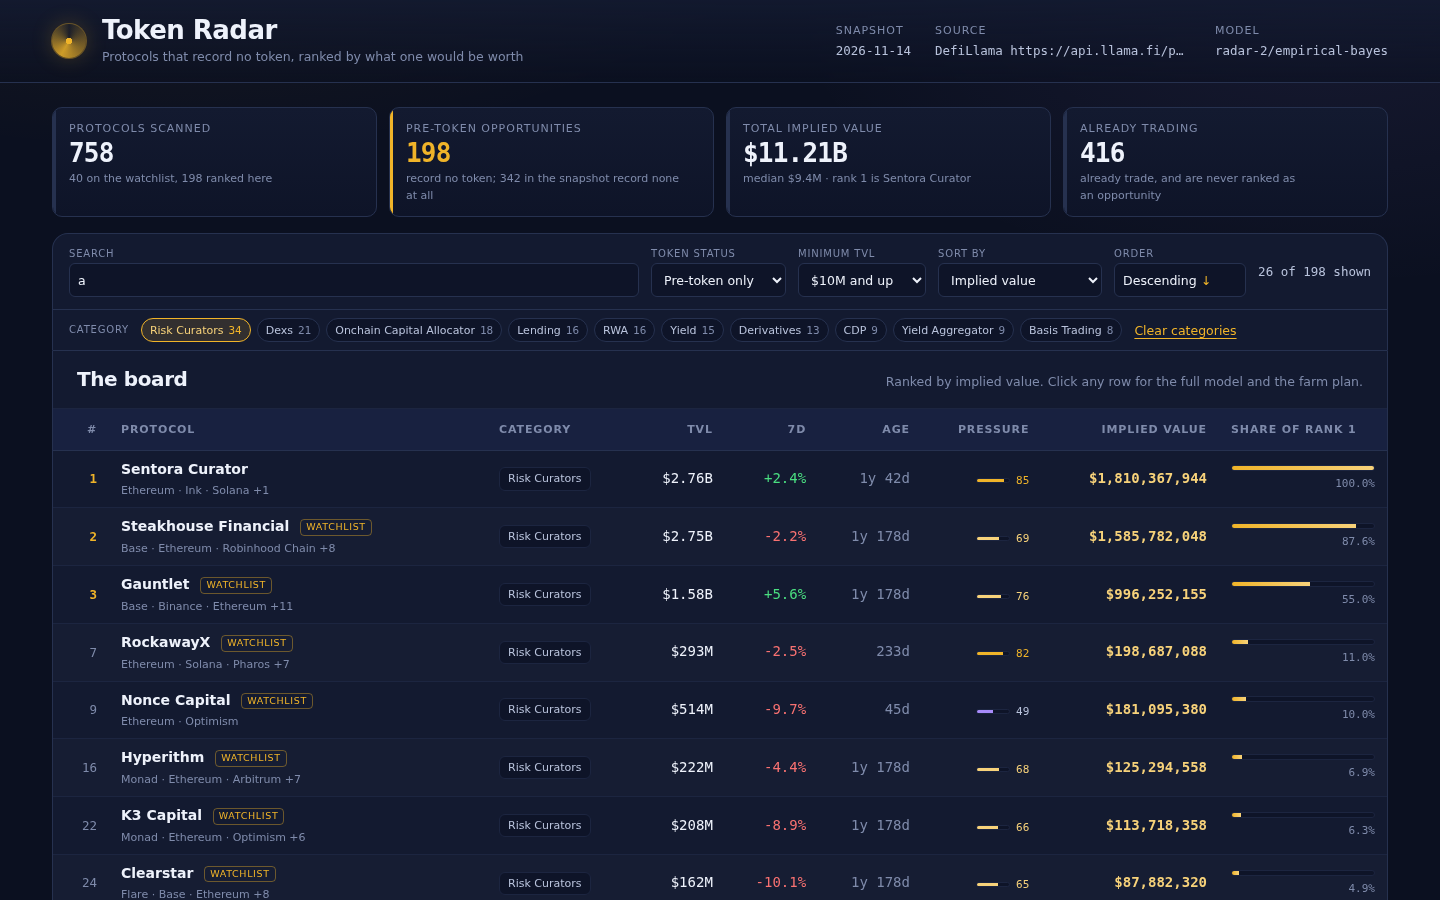 Token Radar
Protocols that record no token, ranked by what one would be worth
SNAPSHOT
2026-11-14
SOURCE
DefiLlama https://api.llama.fi/p…
MODEL
radar-2/empirical-bayes
PROTOCOLS SCANNED
758
40 on the watchlist, 198 ranked here
PRE-TOKEN OPPORTUNITIES
198
record no token; 342 in the snapshot record none
at all
TOTAL IMPLIED VALUE
$11.21B
median $9.4M · rank 1 is Sentora Curator
ALREADY TRADING
416
already trade, and are never ranked as
an opportunity
SEARCH
a
TOKEN STATUS
Pre-token only
MINIMUM TVL
$10M and up
SORT BY
Implied value
ORDER
Descending ↓
26 of 198 shown
CATEGORY
Risk Curators 34
Dexs 21
Onchain Capital Allocator 18
Lending 16
RWA 16
Yield 15
Derivatives 13
CDP 9
Yield Aggregator 9
Basis Trading 8
Clear categories
The board
Ranked by implied value. Click any row for the full model and the farm plan.
# PROTOCOL CATEGORY TVL 7D AGE PRESSURE IMPLIED VALUE SHARE OF RANK 1
1 Sentora Curator Risk Curators $2.76B +2.4% 1y 42d 85 $1,810,367,944 100.0%
Ethereum · Ink · Solana +1
2 Steakhouse Financial WATCHLIST Risk Curators $2.75B -2.2% 1y 178d 69 $1,585,782,048 87.6%
Base · Ethereum · Robinhood Chain +8
3 Gauntlet WATCHLIST Risk Curators $1.58B +5.6% 1y 178d 76 $996,252,155 55.0%
Base · Binance · Ethereum +11
7 RockawayX WATCHLIST Risk Curators $293M -2.5% 233d 82 $198,687,088 11.0%
Ethereum · Solana · Pharos +7
9 Nonce Capital WATCHLIST Risk Curators $514M -9.7% 45d 49 $181,095,380 10.0%
Ethereum · Optimism
16 Hyperithm WATCHLIST Risk Curators $222M -4.4% 1y 178d 68 $125,294,558 6.9%
Monad · Ethereum · Arbitrum +7
22 K3 Capital WATCHLIST Risk Curators $208M -8.9% 1y 178d 66 $113,718,358 6.3%
Monad · Ethereum · Optimism +6
24 Clearstar WATCHLIST Risk Curators $162M -10.1% 1y 178d 65 $87,882,320 4.9%
Flare · Base · Ethereum +8